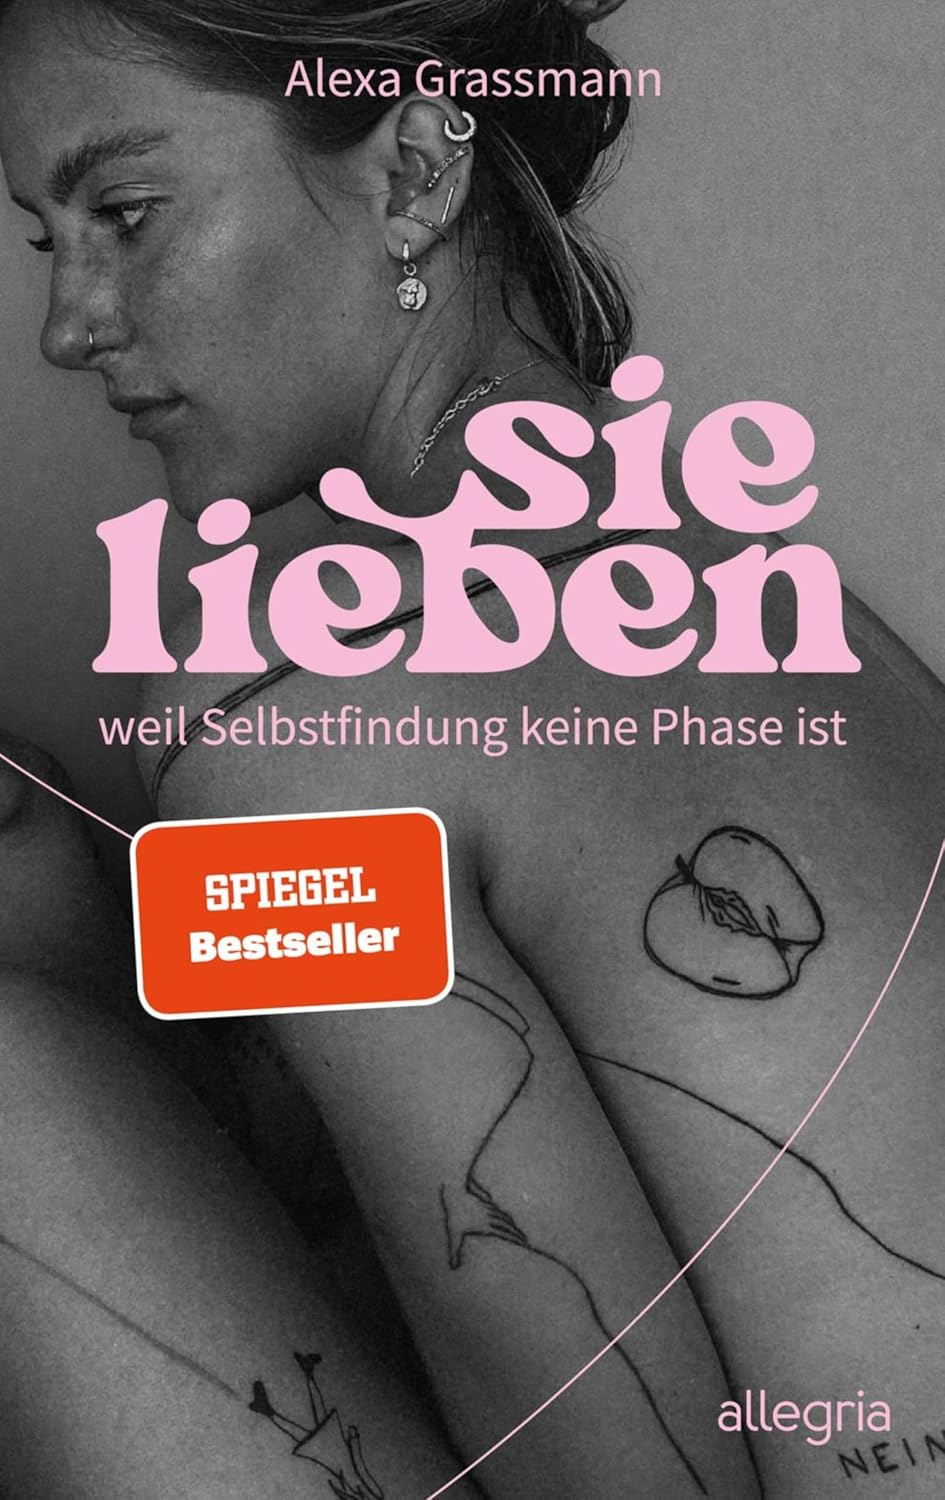 Alexa Grassmann
sie
lieben
weil Selbstfindung keine Phase ist
SPIEGEL
Bestseller
allegria
NEIN